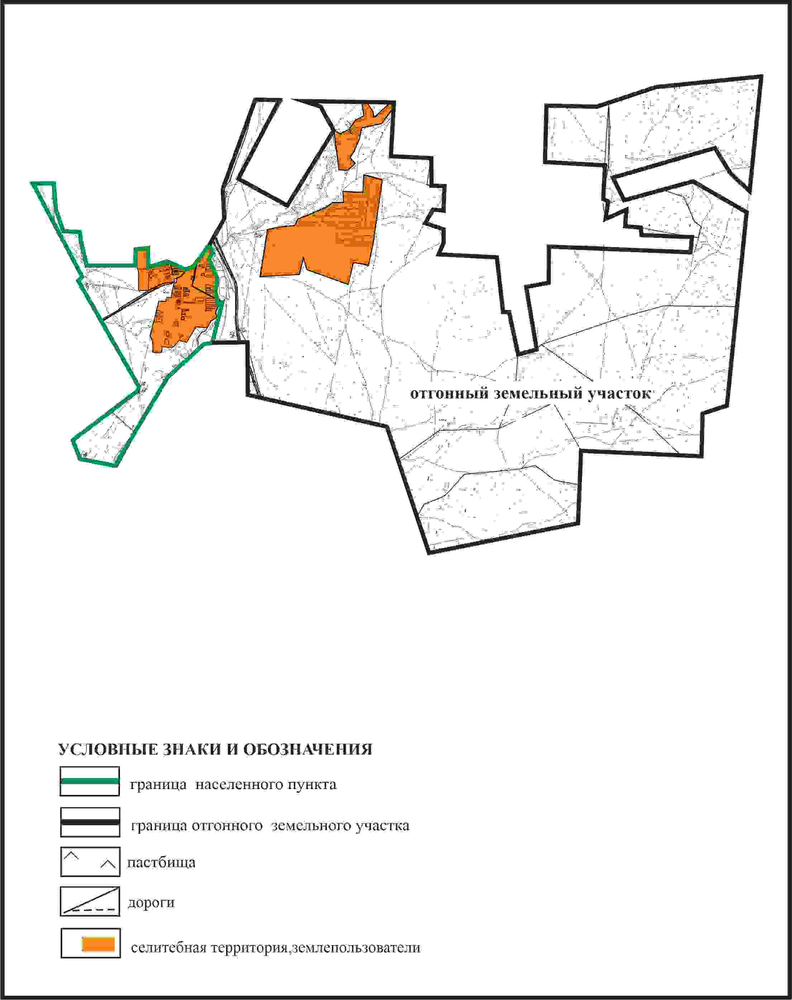 отгонный земельный участок
УСЛОВНЫЕ ЗНАКИ И ОБОЗНАЧЕНИЯ
граница населенного пункта
граница отгонного земельного участка
пастбища
дороги
селитебная территория,землепользователи